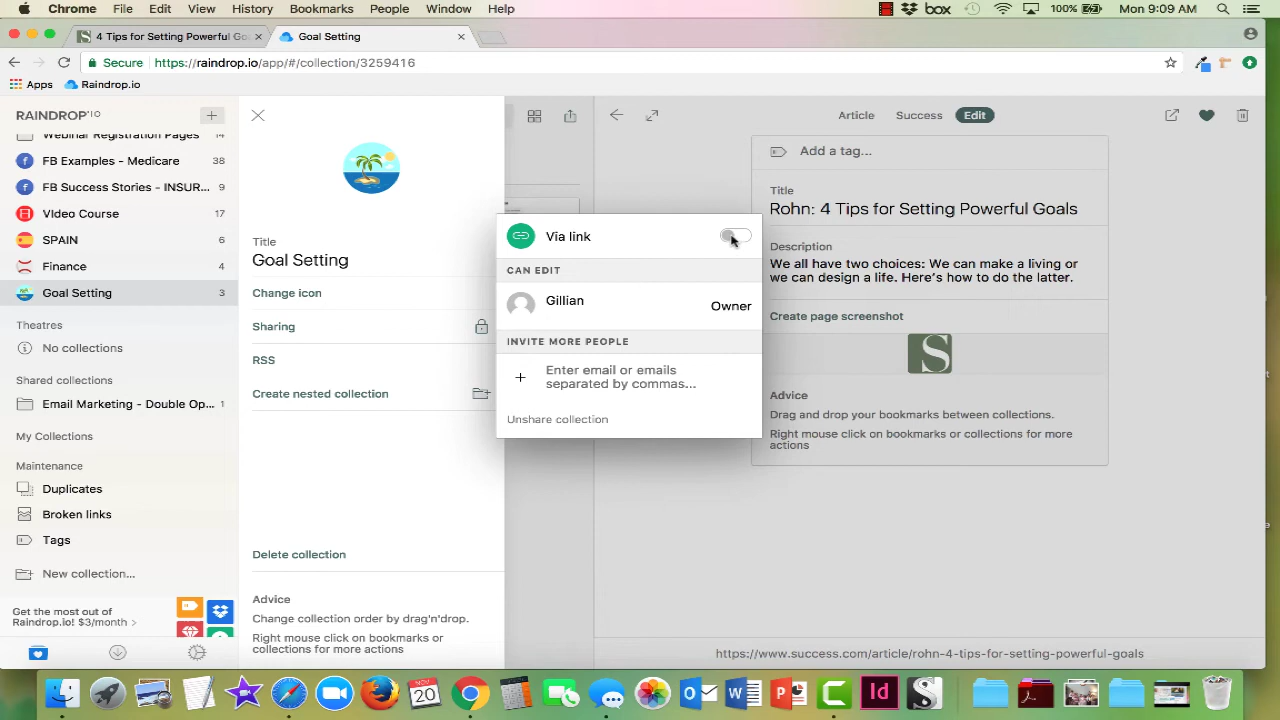 Chrome File Edit View History Bookmarks People Window Help
box 100% Mon 9:09 AM
4 Tips for Setting Powerful Go
Goal Setting
Secure https://raindrop.io/app/#/collection/3259416
Apps Raindrop.io
RAINDROP.IO
Webinar Registration Pages 14
FB Examples - Medicare 38
FB Success Stories - INSUR... 9
VIdeo Course 17
SPAIN 6
Finance 4
Goal Setting 3
Theatres
No collections
Shared collections
Email Marketing - Double Op... 1
My Collections
Maintenance
Duplicates
Broken links
Tags
New collection...
Get the most out of
Raindrop.io! $3/month >
Title
Goal Setting
Change icon
Sharing
RSS
Create nested collection
Delete collection
Advice
Change collection order by drag'n'drop.
Right mouse click on bookmarks or
collections for more actions
Via link
CAN EDIT
Gillian
Owner
INVITE MORE PEOPLE
Enter email or emails
separated by commas...
Unshare collection
Article Success Edit
Add a tag...
Title
Rohn: 4 Tips for Setting Powerful Goals
Description
We all have two choices: We can make a living or
we can design a life. Here's how to do the latter.
Create page screenshot
S
Advice
Drag and drop your bookmarks between collections.
Right mouse click on bookmarks or collections for more
actions
https://www.success.com/article/rohn-4-tips-for-setting-powerful-goals
NOV
20
Id